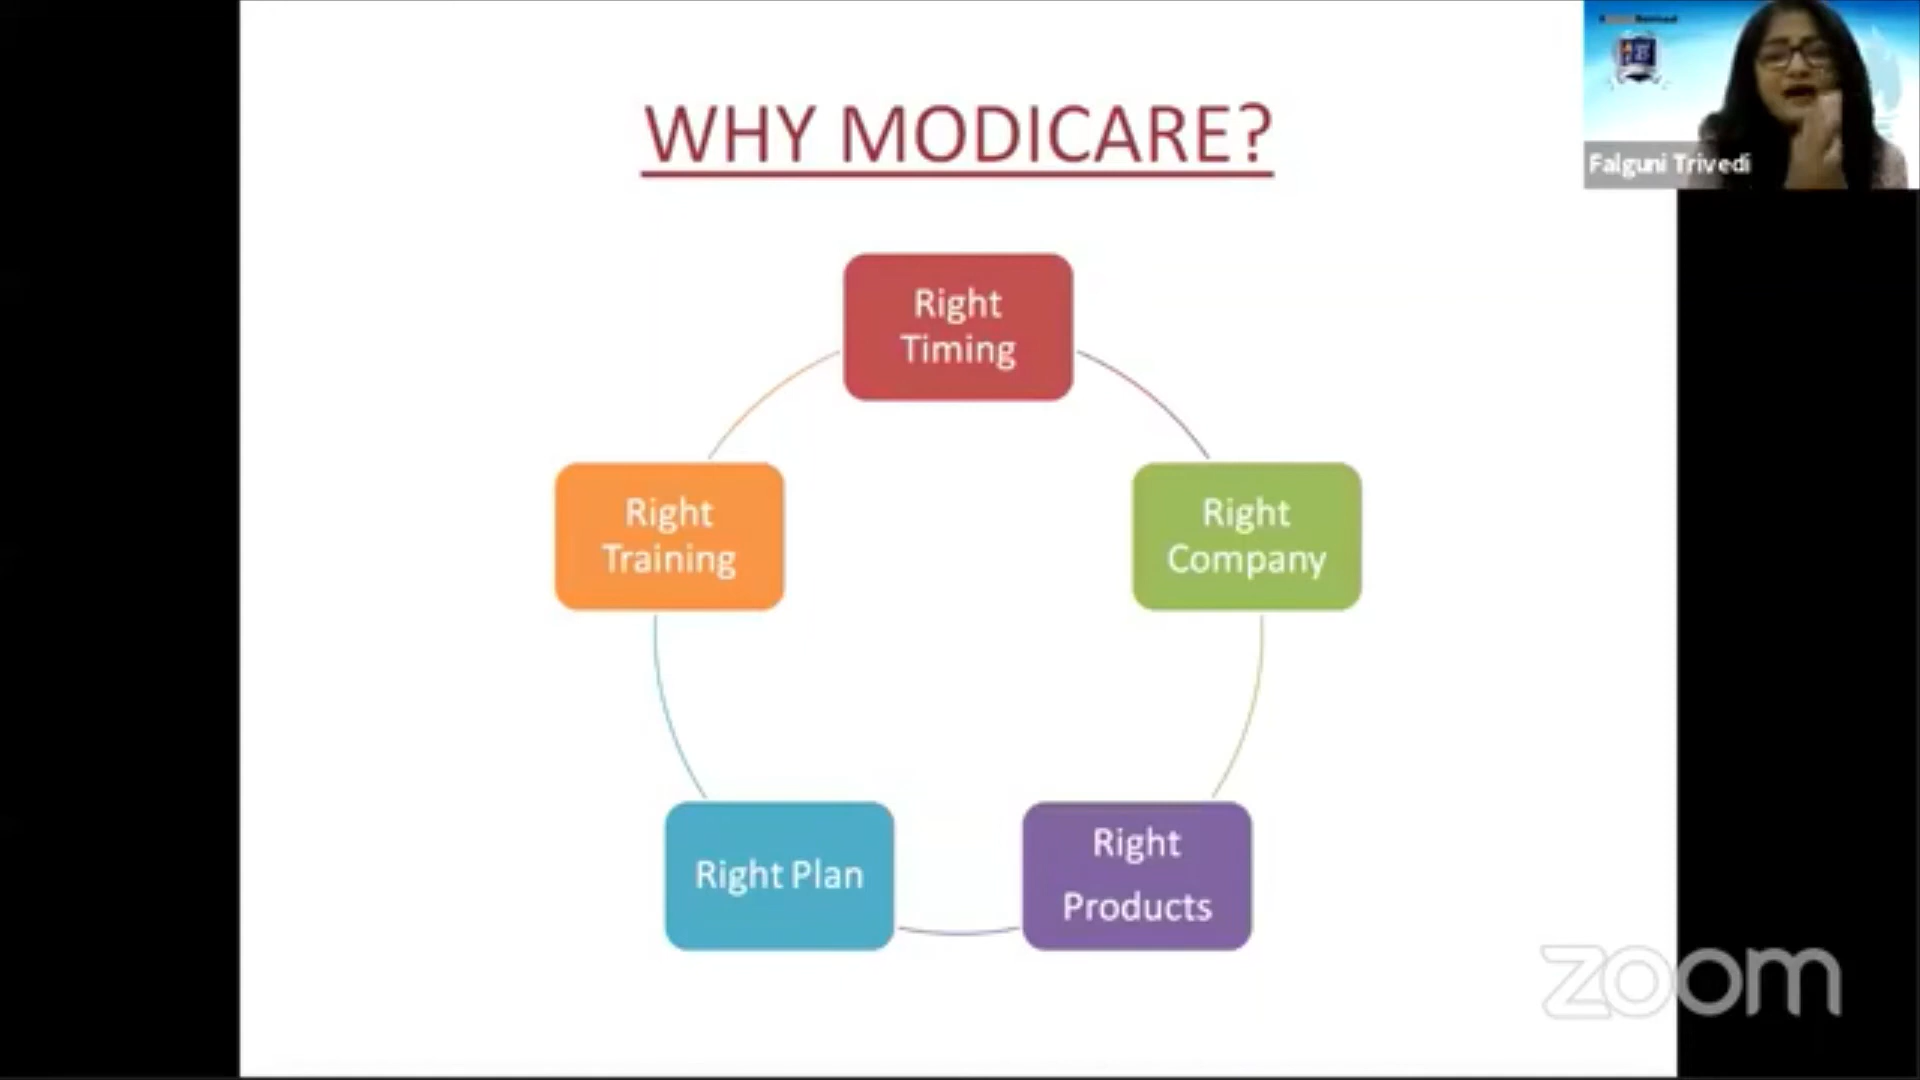 WHY MODICARE?
Falguni Trivedi
Right
Timing
Right
Training
Right
Company
Right Plan
Right
Products
zoom